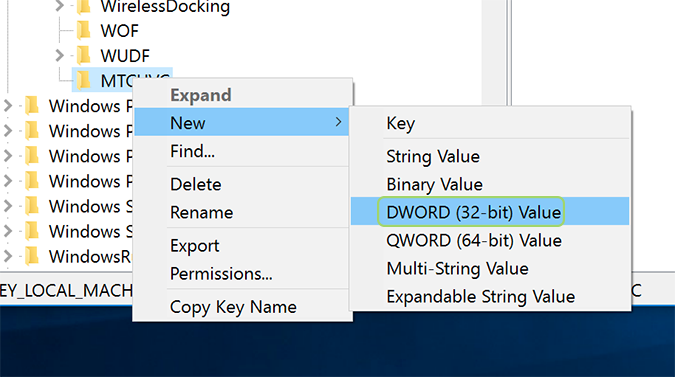 WirelessDocking
WOF
WUDF
MTCUVC
Windows P
Windows P
Windows P
Windows P
Windows S
Windows S
WindowsR
EY_LOCAL_MACH
C
Expand
New
Find...
Delete
Rename
Export
Permissions...
Copy Key Name
Key
String Value
Binary Value
DWORD (32-bit) Value
QWORD (64-bit) Value
Multi-String Value
Expandable String Value